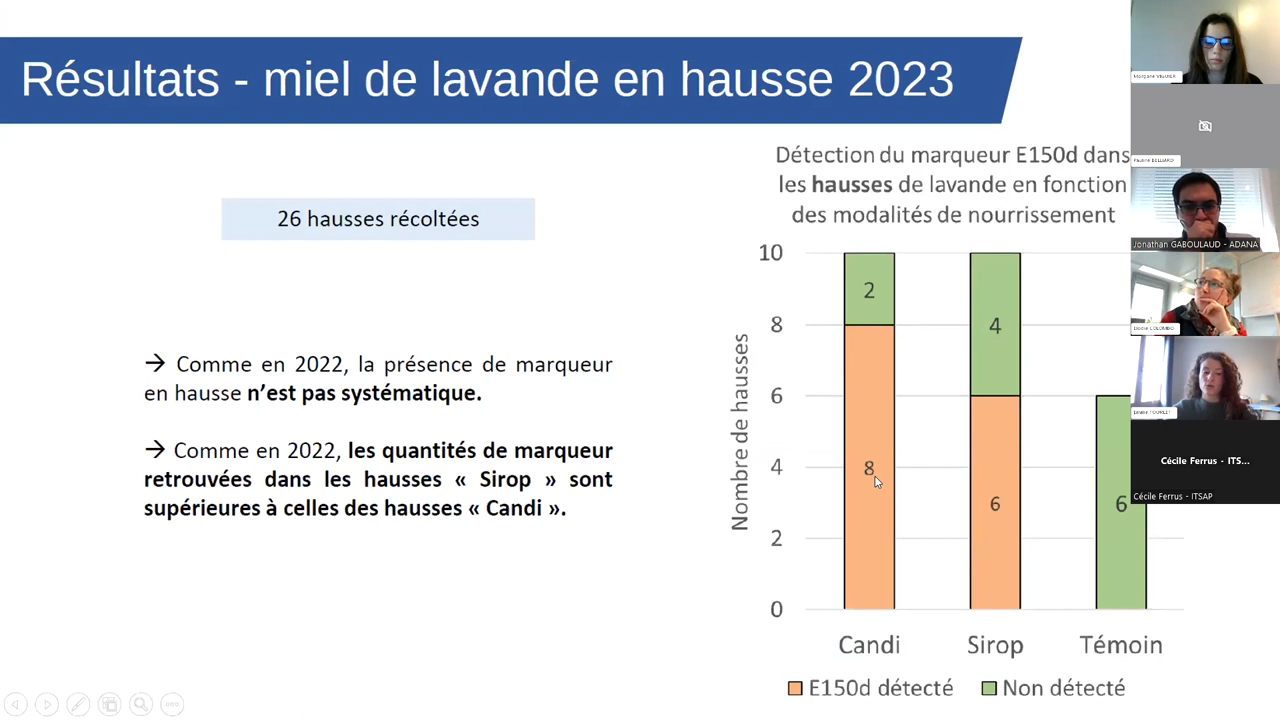 Résultats - miel de lavande en hausse 2023
26 hausses récoltées
→ Comme en 2022, la présence de marqueur
en hausse n’est pas systématique.
→ Comme en 2022, les quantités de marqueur
retrouvées dans les hausses « Sirop » sont
supérieures à celles des hausses « Candi ».
Détection du marqueur E150d dans
les hausses de lavande en fonction
des modalités de nourrissement
Nombre de hausses
10
8
6
4
2
0
2
8
4
6
6
Candi
Sirop
Témoin
E150d détecté
Non détecté
Jonathan GABOULAUD - ADANA
Cécile Ferrus - ITS...
Cécile Ferrus - ITSAP